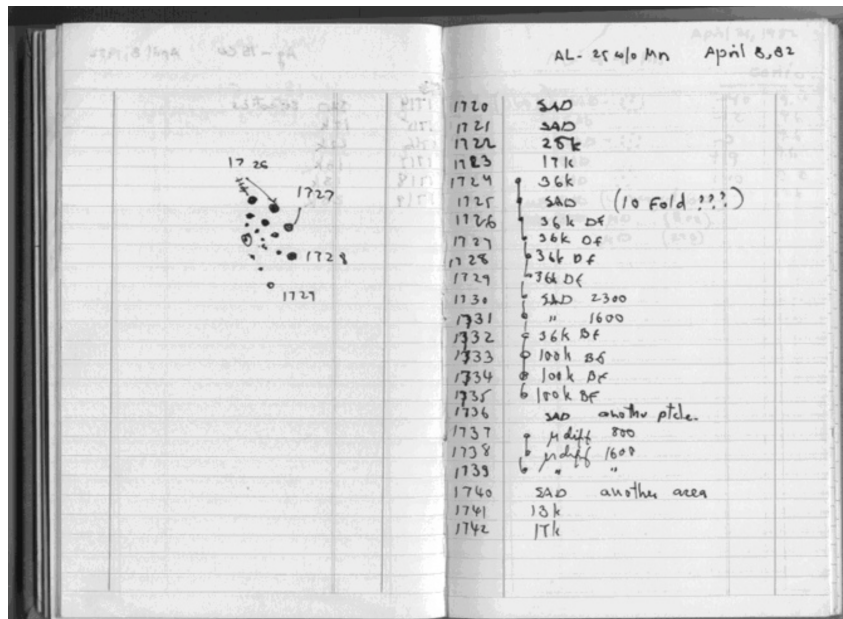 1726
1727
1728
1729
AL- 25 w/o Mn April 8, 82
1720 SAD
1721 SAD
1722 25k
1723 17k
1724 36k
1725 SAD (10 Fold ???)
1726 36k DF
1727 36k DF
1728 36k DF
1729 36k DF
1730 SAD 2300
1731 " 1600
1732 36k BF
1733 100k BF
1734 100k DF
1735 100k BF
1736 SAD another ptcle.
1737 μdiff 800
1738 μdiff 1600
1739 " "
1740 SAD another area
1741 13k
1742 17k